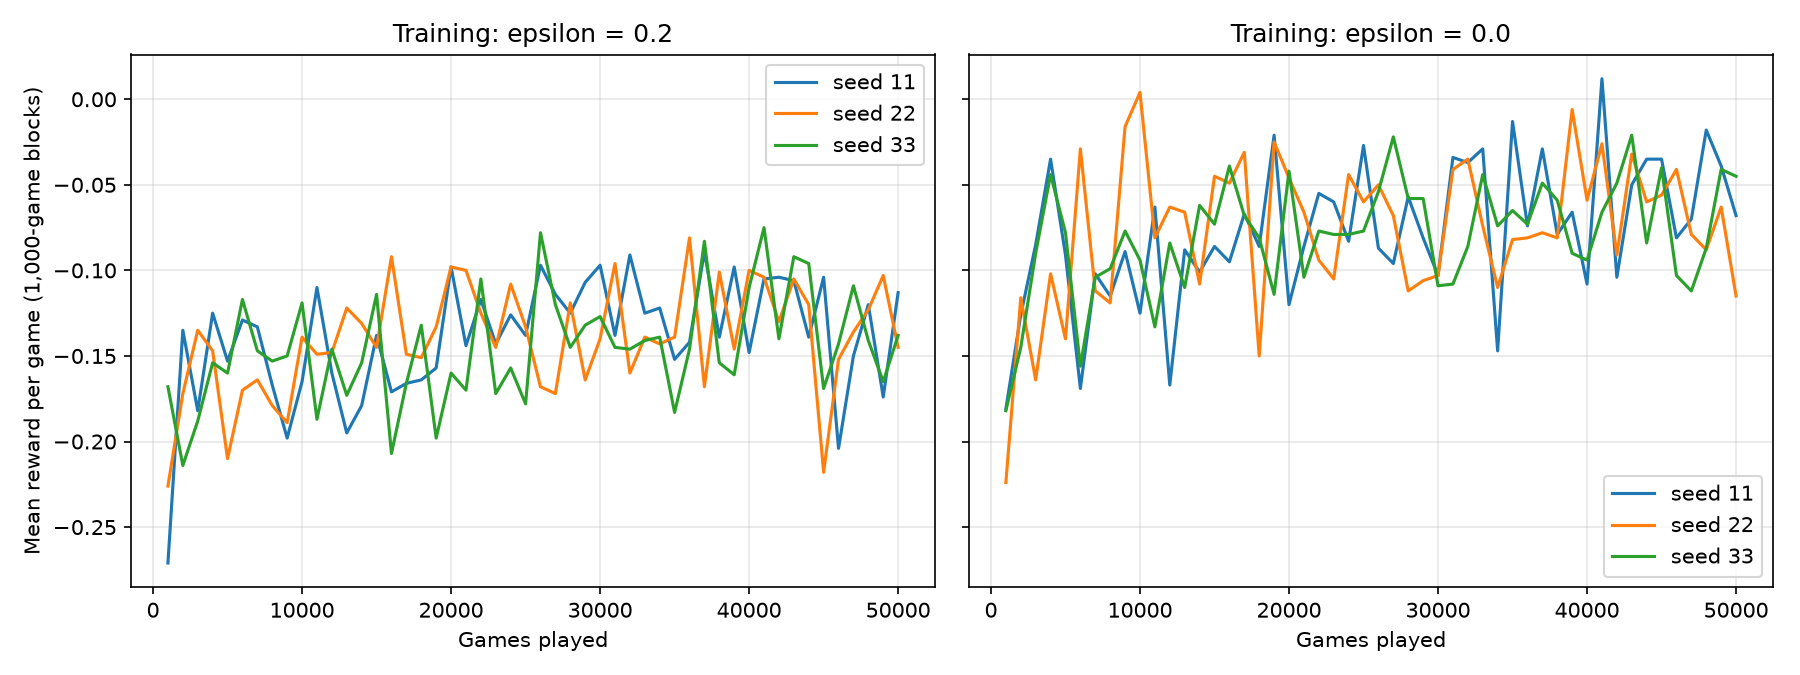 Training: epsilon = 0.2
Training: epsilon = 0.0
Mean reward per game (1,000-game blocks)
0.00
−0.05
−0.10
−0.15
−0.20
−0.25
seed 11
seed 22
seed 33
seed 11
seed 22
seed 33
0 10000 20000 30000 40000 50000
0 10000 20000 30000 40000 50000
Games played
Games played